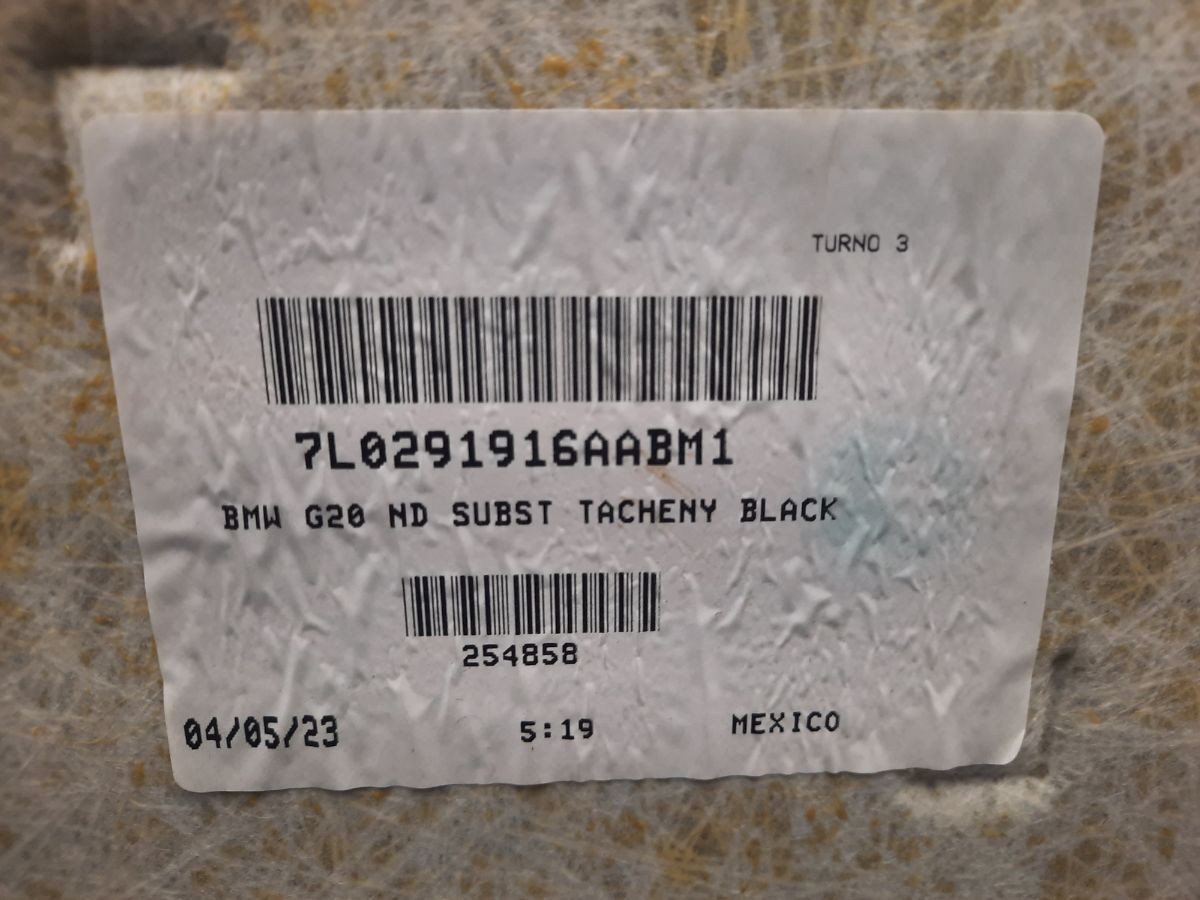 TURNO 3
7L0291916AABM1
BMW G20 ND SUBST TACHENY BLACK
254858
04/05/23 5:19 MEXICO